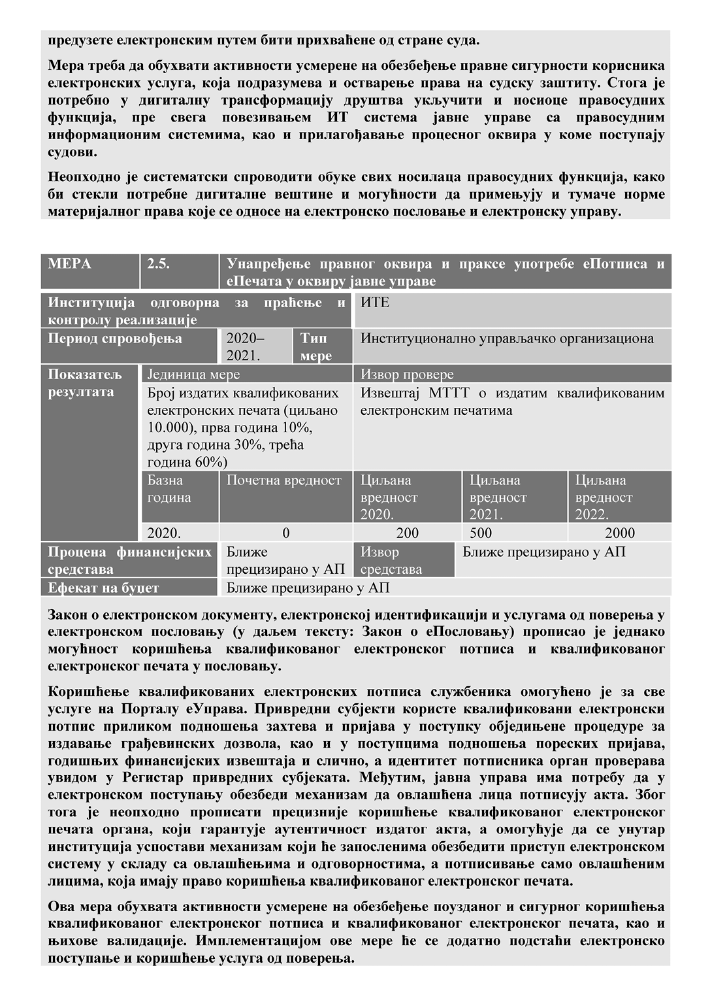 предузете електронским путем бити прихваћене од стране суда.
Мера треба да обухвати активности усмерене на обезбеђење правне сигурности корисника
електронских услуга, која подразумева и остварење права на судску заштиту. Стога је
потребно у дигиталну трансформацију друштва укључити и носиоце правосудних
функција, пре свега повезивањем ИТ система јавне управе са правосудним
информационим системима, као и прилагођавање процесног оквира у коме поступају
судови.
Неопходно је систематски спроводити обуке свих носилаца правосудних функција, како
би стекли потребне дигиталне вештине и могућности да примењују и тумаче норме
материјалног права које се односе на електронско пословање и електронску управу.
МЕРА 2.5. Унапређење правног оквира и праксе употребе еПотписа и
еПечата у оквиру јавне управе
Институција одговорна за праћење и ИТЕ
контролу реализације
Период спровођења 2020– Тип Институционално управљачко организациона
2021. мере
Показатељ Јединица мере Извор провере
резултата Број издатих квалификованих Извештај МТТТ о издатим квалификованим
електронских печата (циљано електронским печатима
10.000), прва година 10%,
друга година 30%, трећа
година 60%)
Базна Почетна вредност Циљана Циљана Циљана
година вредност вредност вредност
2020. 2021. 2022.
2020. 0 200 500 2000
Процена финансијских Ближе Извор Ближе прецизирано у АП
средстава прецизирано у АП средстава
Ефекат на буџет Ближе прецизирано у АП
Закон о електронском документу, електронској идентификацији и услугама од поверења у
електронском пословању (у даљем тексту: Закон о еПословању) прописао је једнако
могућност коришћења квалификованог електронског потписа и квалификованог
електронског печата у пословању.
Коришћење квалификованих електронских потписа службеника омогућено је за све
услуге на Порталу еУправа. Привредни субјекти користе квалификовани електронски
потпис приликом подношења захтева и пријава у поступку обједињене процедуре за
издавање грађевинских дозвола, као и у поступцима подношења пореских пријава,
годишњих финансијских извештаја и слично, а идентитет потписника орган проверава
увидом у Регистар привредних субјеката. Међутим, јавна управа има потребу да у
електронском поступању обезбеди механизам да овлашћена лица потписују акта. Због
тога је неопходно прописати прецизније коришћење квалификованог електронског
печата органа, који гарантује аутентичност издатог акта, а омогућује да се унутар
институција успостави механизам који ће запосленима обезбедити приступ електронском
систему у складу са овлашћењима и одговорностима, а потписивање само овлашћеним
лицима, која имају право коришћења квалификованог електронског печата.
Ова мера обухвата активности усмерене на обезбеђење поузданог и сигурног коришћења
квалификованог електронског потписа и квалификованог електронског печата, као и
њихове валидације. Имплементацијом ове мере ће се додатно подстаћи електронско
поступање и коришћење услуга од поверења.